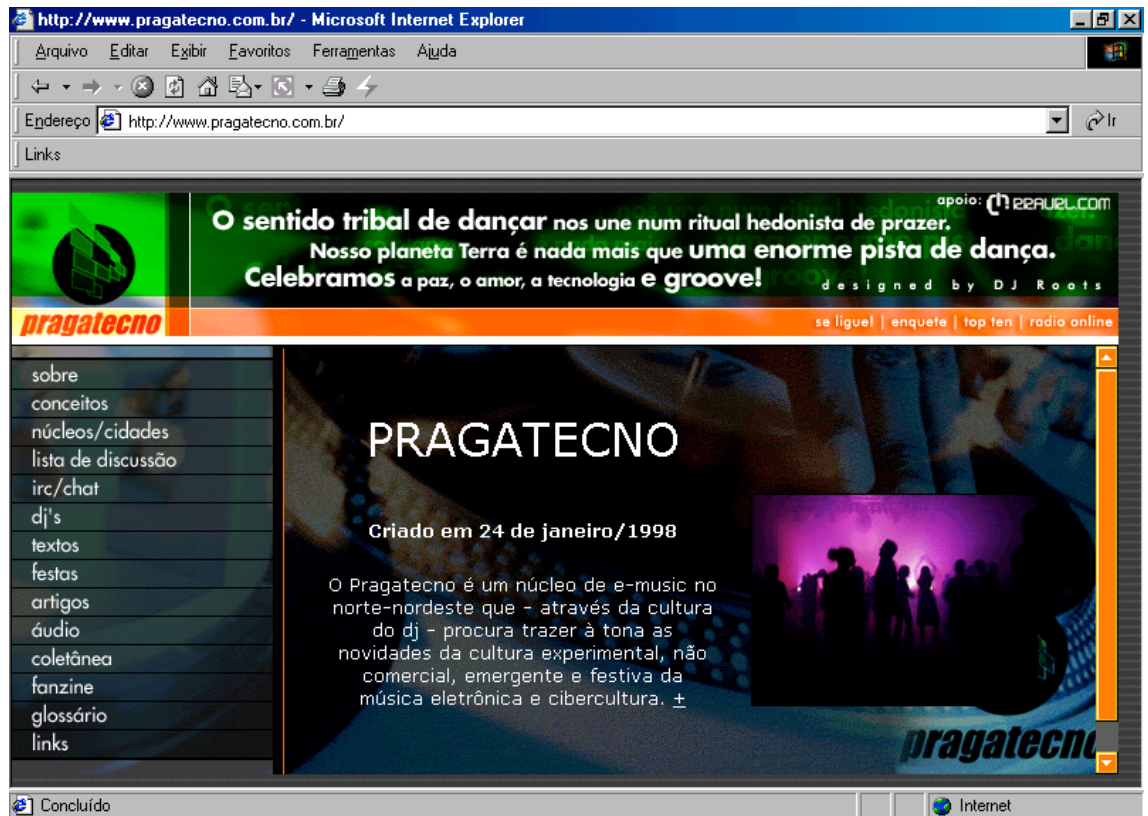 http://www.pragatecno.com.br/ - Microsoft Internet Explorer
Arquivo Editar Exibir Favoritos Ferramentas Ajuda
Endereço http://www.pragatecno.com.br/ Ir
Links
apoio: rraurl.com
O sentido tribal de dançar nos une num ritual hedonista de prazer.
Nosso planeta Terra é nada mais que uma enorme pista de dança.
Celebramos a paz, o amor, a tecnologia e groove!
designed by DJ Roots
pragatecno
se ligue! | enquete | top ten | radio online
sobre
conceitos
núcleos/cidades
lista de discussão
irc/chat
dj's
textos
festas
artigos
áudio
coletânea
fanzine
glossário
links
PRAGATECNO
Criado em 24 de janeiro/1998
O Pragatecno é um núcleo de e-music no
norte-nordeste que - através da cultura
do dj - procura trazer à tona as
novidades da cultura experimental, não
comercial, emergente e festiva da
música eletrônica e cibercultura. +
pragatecno
Concluído Internet